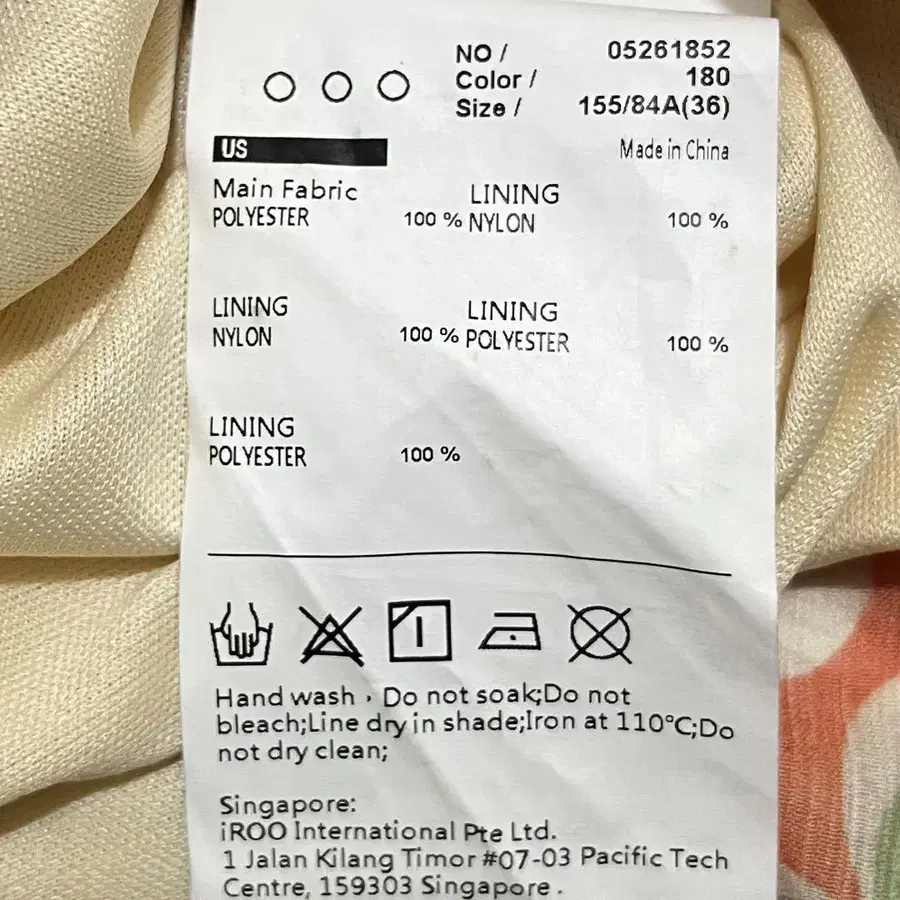 NO / 05261852
Color / 180
Size / 155/84A(36)
US
Made in China
Main Fabric LINING
POLYESTER 100 % NYLON 100 %
LINING LINING
NYLON 100 % POLYESTER 100 %
LINING
POLYESTER 100 %
Hand wash,Do not soak;Do not
bleach;Line dry in shade;Iron at 110℃;Do
not dry clean;
Singapore:
iROO International Pte Ltd.
1 Jalan Kilang Timor #07-03 Pacific Tech
Centre, 159303 Singapore .